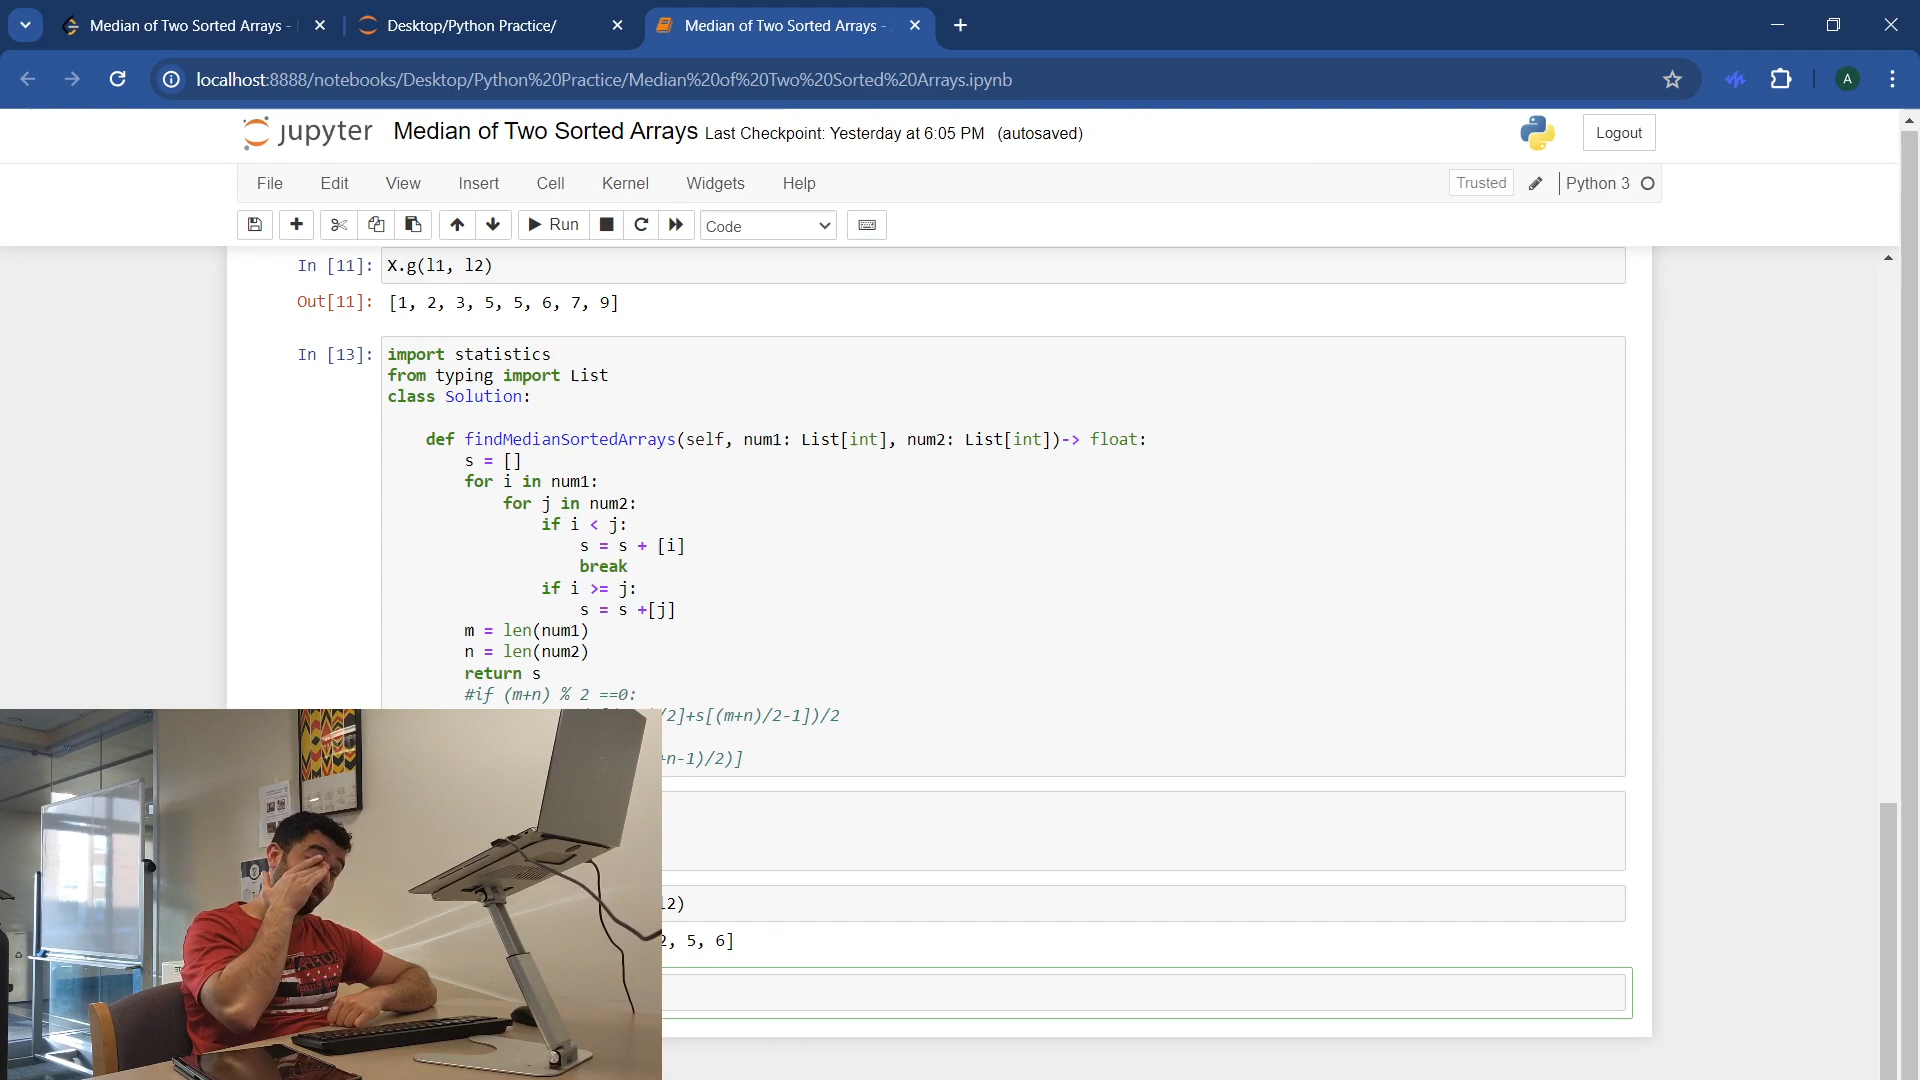 Median of Two Sorted Arrays -
Desktop/Python Practice/
Median of Two Sorted Arrays -
localhost:8888/notebooks/Desktop/Python%20Practice/Median%20of%20Two%20Sorted%20Arrays.ipynb
A
jupyter Median of Two Sorted Arrays Last Checkpoint: Yesterday at 6:05 PM (autosaved)
Logout
File Edit View Insert Cell Kernel Widgets Help
Trusted Python 3
Run Code
In [11]: X.g(l1, l2)
Out[11]: [1, 2, 3, 5, 5, 6, 7, 9]
In [13]: import statistics
from typing import List
class Solution:
def findMedianSortedArrays(self, num1: List[int], num2: List[int])-> float:
s = []
for i in num1:
for j in num2:
if i < j:
s = s + [i]
break
if i >= j:
s = s +[j]
m = len(num1)
n = len(num2)
return s
#if (m+n) % 2 ==0:
/2]+s[(m+n)/2-1])/2
+n-1)/2)]
l2)
2, 5, 6]